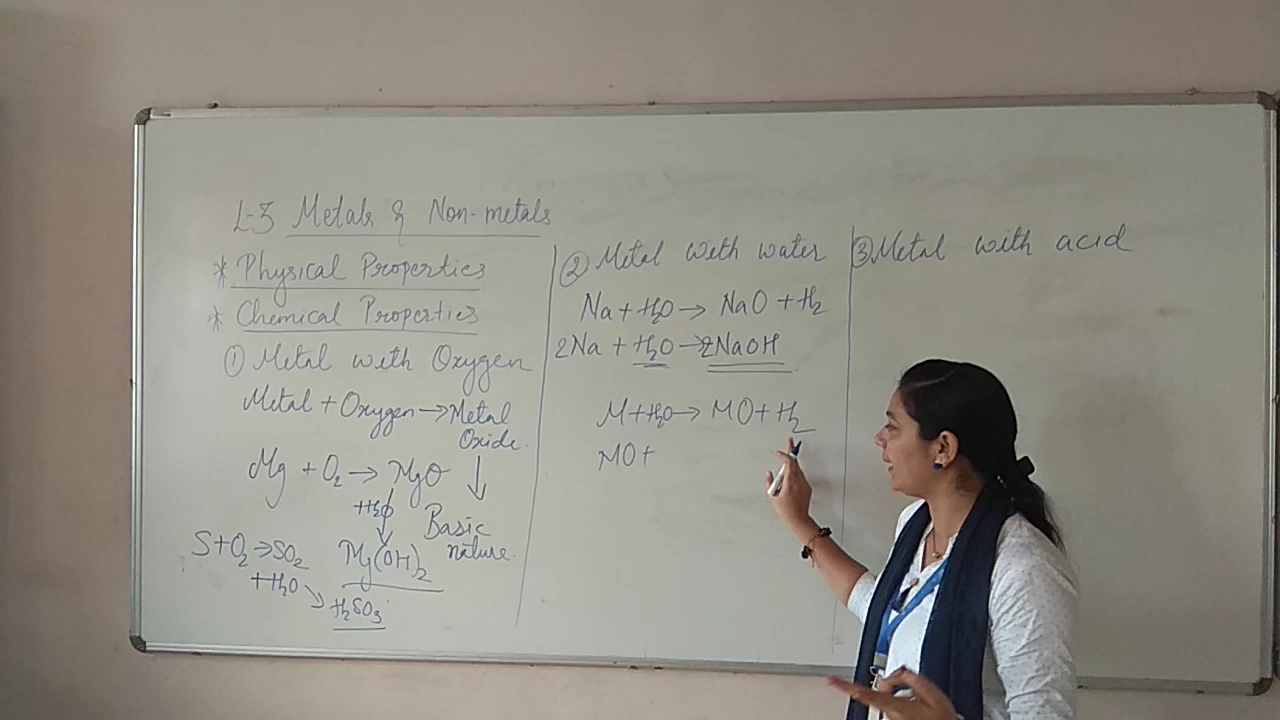 L-3 Metals & Non-metals
* Physical Properties
* Chemical Properties
① Metal with Oxygen
Metal + Oxygen → Metal
Oxide
Mg + O₂ → MgO
+H₂O
Basic
nature.
S+O₂→SO₂
Mg(OH)₂
+H₂O
H₂SO₃
② Metal with water
Na + H₂O → NaO + H₂
2Na + H₂O → 2NaOH
M + H₂O → MO + H₂
MO +
③ Metal with acid